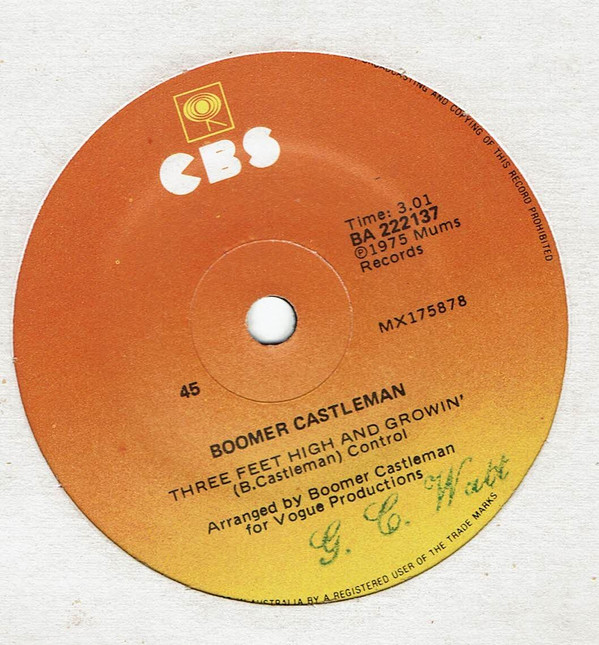 CBS
BROADCASTING AND COPYING OF THIS RECORD PROHIBITED
Time: 3.01
BA 222137
℗1975 Mums
Records
MX175878
45
BOOMER CASTLEMAN
THREE FEET HIGH AND GROWIN'
(B.Castleman) Control
Arranged by Boomer Castleman
for Vogue Productions
G. C. Watt
AUSTRALIA BY A REGISTERED USER OF THE TRADE MARKS